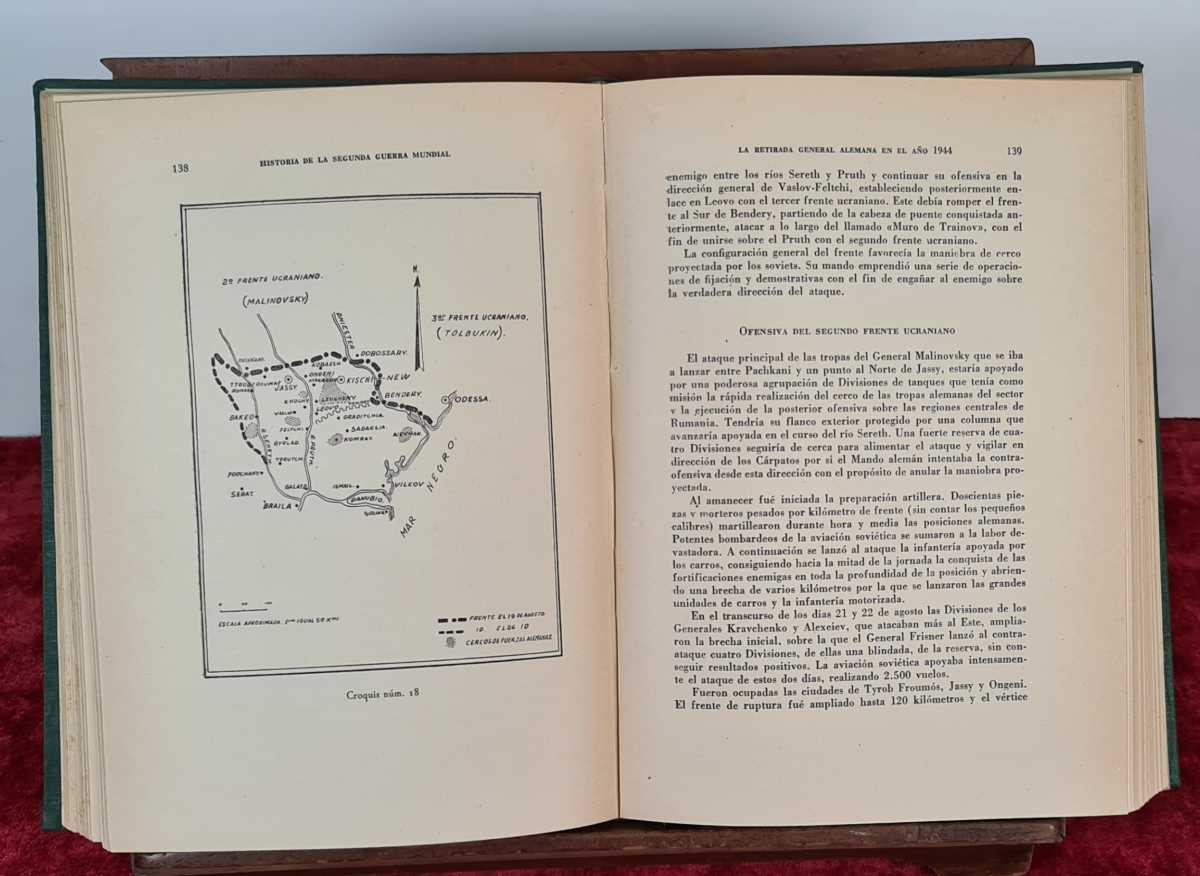 138
HISTORIA DE LA SEGUNDA GUERRA MUNDIAL
2º FRENTE UCRANIANO.
(MALINOVSKY)
N
3er FRENTE UCRANIANO,
(TOLBUKIN).
DNIESTER
DOBOSSARY.
JASSY
KISCHI-NEW
BENDERY.
ODESSA.
LEOVO
GRADITCHKA
SADAKLIA.
BAKEO
VASLUI
FELTCHI
BYRLAD.
KOMRAK
SERETH
R. PRUTH
SEBAT.
GALATZ
BRAILA
ISMAIL
VILKOV
DANUBIO.
SULINA
MAR NEGRO.
FRENTE EL 19 DE AGOSTO
ID. EL DE ID
CERCOS DE FUERZAS ALEMANAS.
Croquis núm. 18
LA RETIRADA GENERAL ALEMANA EN EL AÑO 1944
139
enemigo entre los ríos Sereth y Pruth y continuar su ofensiva en la
dirección general de Vaslov-Feltchi, estableciendo posteriormente en-
lace en Leovo con el tercer frente ucraniano. Este debía romper el fren-
te al Sur de Bendery, partiendo de la cabeza de puente conquistada an-
teriormente, atacar a lo largo del llamado «Muro de Traino», con el
fin de unirse sobre el Pruth con el segundo frente ucraniano.
La configuración general del frente favorecía la maniobra de cerco
proyectada por los soviets. Su mando emprendió una serie de operacio-
nes de fijación y demostrativas con el fin de engañar al enemigo sobre
la verdadera dirección del ataque.
OFENSIVA DEL SEGUNDO FRENTE UCRANIANO
El ataque principal de las tropas del General Malinovsky que se iba
a lanzar entre Pachkani y un punto al Norte de Jassy, estaría apoyado
por una poderosa agrupación de Divisiones de tanques que tenía como
misión la rápida realización del cerco de las tropas alemanas del sector
y la ejecución de la posterior ofensiva sobre las regiones centrales de
Rumania. Tendría su flanco exterior protegido por una columna que
avanzaría apoyada en el curso del río Sereth. Una fuerte reserva de cua-
tro Divisiones seguiría de cerca para alimentar el ataque y vigilar en
dirección de los Cárpatos por si el Mando alemán intentaba la contra-
ofensiva desde esta dirección con el propósito de anular la maniobra pro-
yectada.
Al amanecer fué iniciada la preparación artillera. Doscientas pie-
zas y morteros pesados por kilómetro de frente (sin contar los pequeños
calibres) martillearon durante hora y media las posiciones alemanas.
Potentes bombardeos de la aviación soviética se sumaron a la labor de-
vastadora. A continuación se lanzó al ataque la infantería apoyada por
los carros, consiguiendo hacia la mitad de la jornada la conquista de las
fortificaciones enemigas en toda la profundidad de la posición y abrien-
do una brecha de varios kilómetros por la que se lanzaron las grandes
unidades de carros y la infantería motorizada.
En el transcurso de los días 21 y 22 de agosto las Divisiones de los
Generales Kravchenko y Alexeiev, que atacaban más al Este, amplia-
ron la brecha inicial, sobre la que el General Frisner lanzó al contra-
ataque cuatro Divisiones, de ellas una blindada, de la reserva, sin con-
seguir resultados positivos. La aviación soviética apoyaba intensamen-
te el ataque de estos dos días, realizando 2.500 vuelos.
Fueron ocupadas las ciudades de Tyrob Froumós, Jassy y Ongeni.
El frente de ruptura fué ampliado hasta 120 kilómetros y el vértice